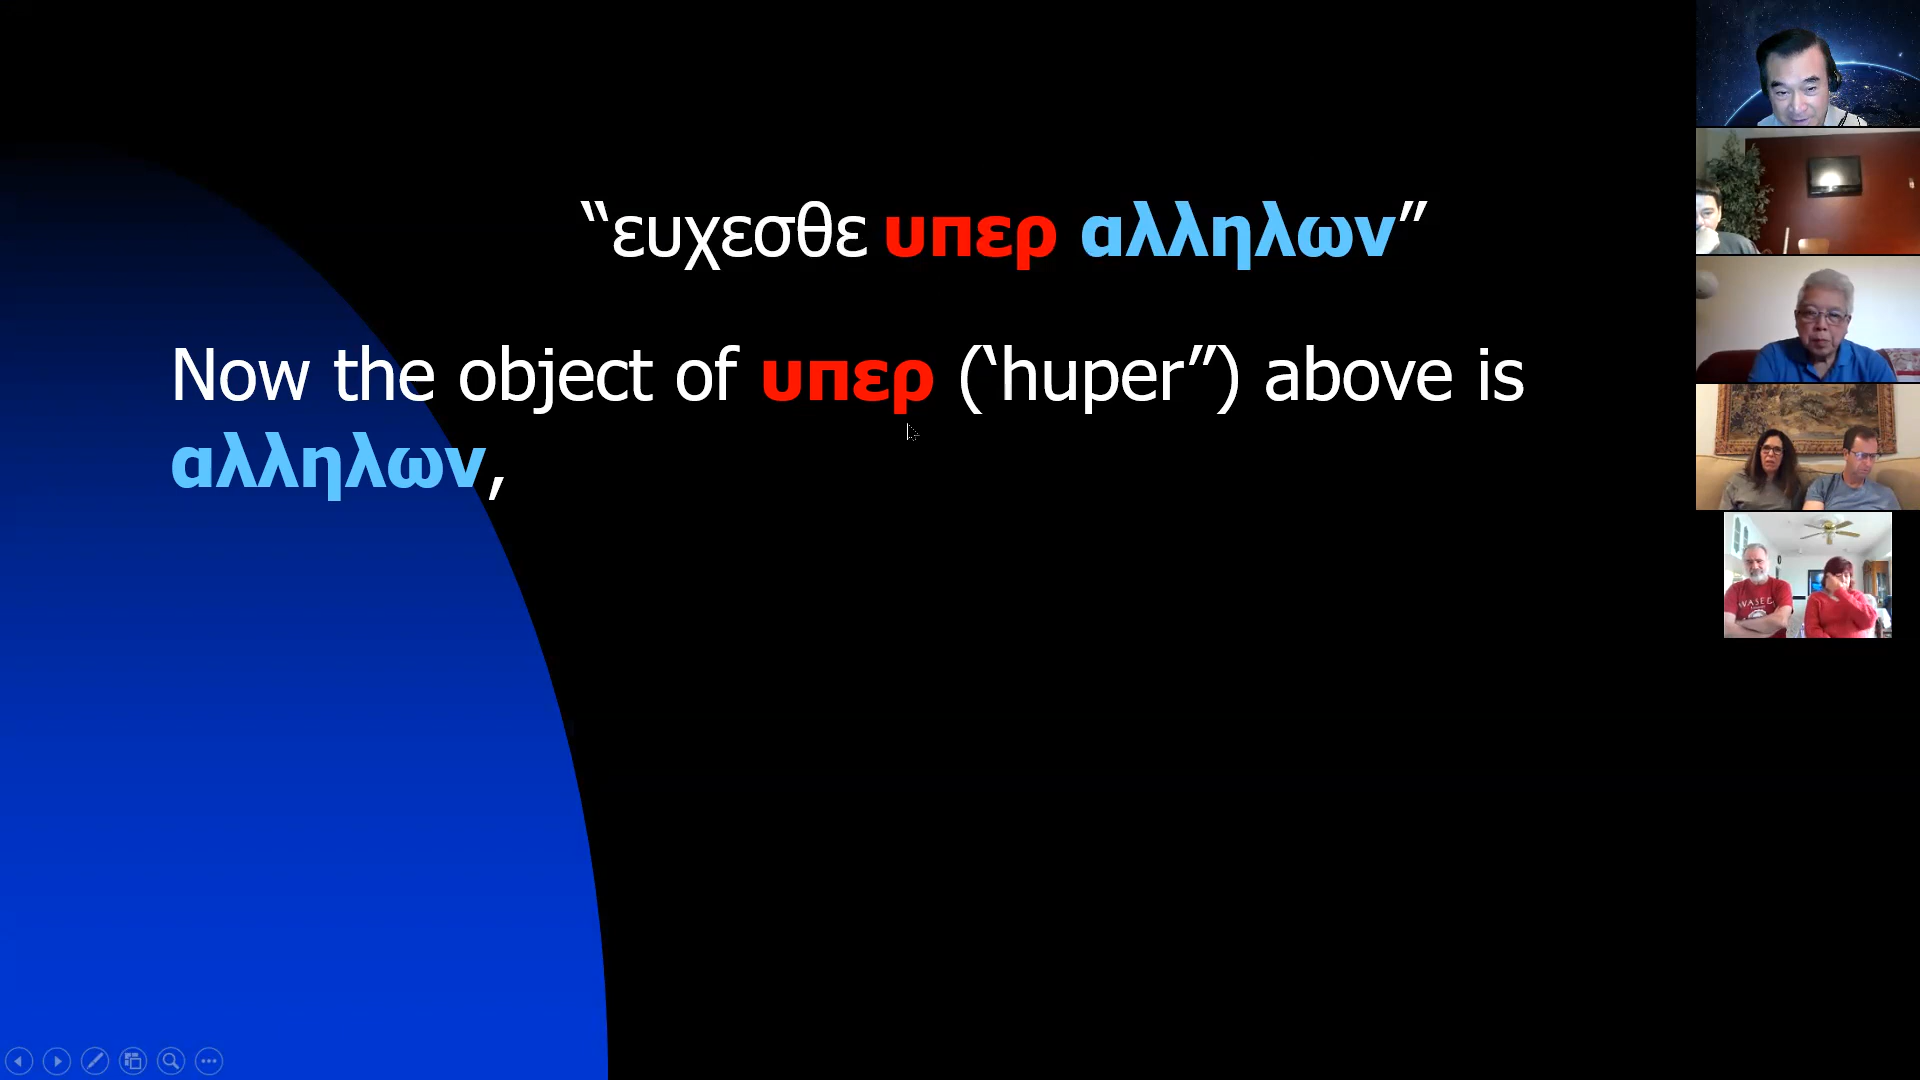 “ευχεσθε υπερ αλληλων”
Now the object of υπερ (‘huper”) above is
αλληλων,